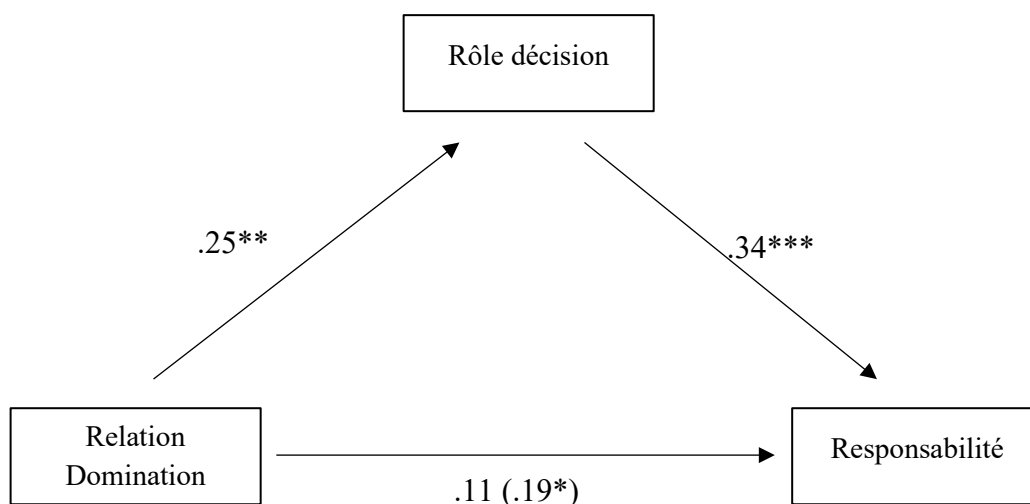 Rôle décision
.25**
.34***
Relation
Domination
Responsabilité
.11 (.19*)